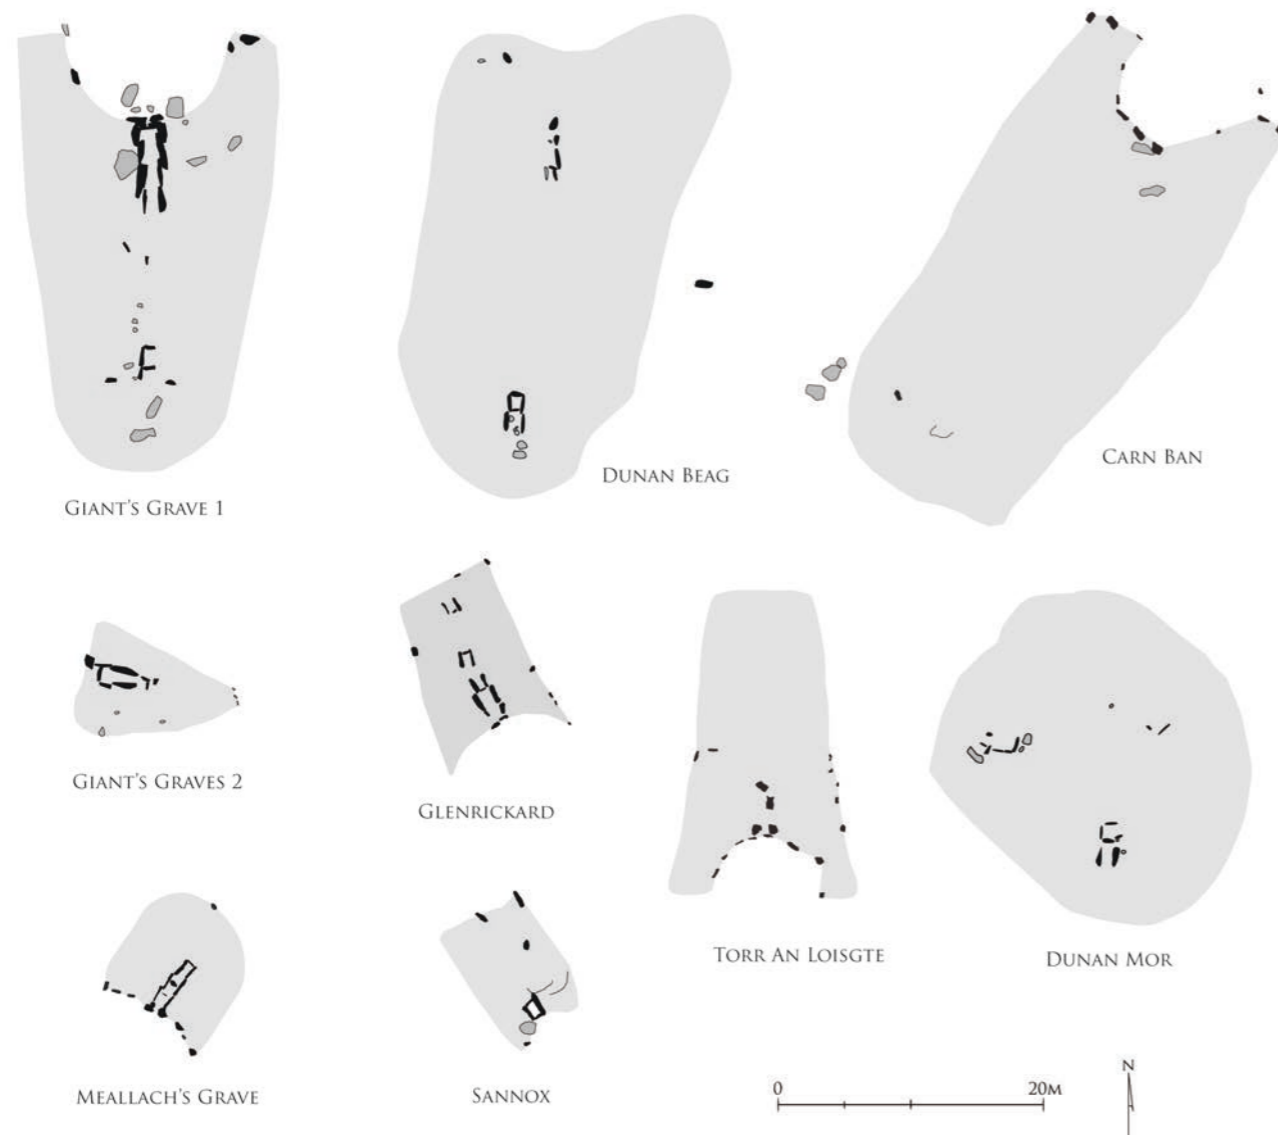 GIANT'S GRAVE 1
DUNAN BEAG
CARN BAN
GIANT'S GRAVES 2
GLENRICKARD
TORR AN LOISGTE
DUNAN MOR
MEALLACH'S GRAVE
SANNOX
0 20M
N